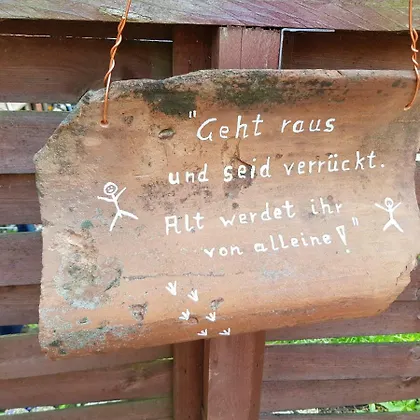 "Geht raus
und seid verrückt.
Alt werdet ihr
von alleine!"